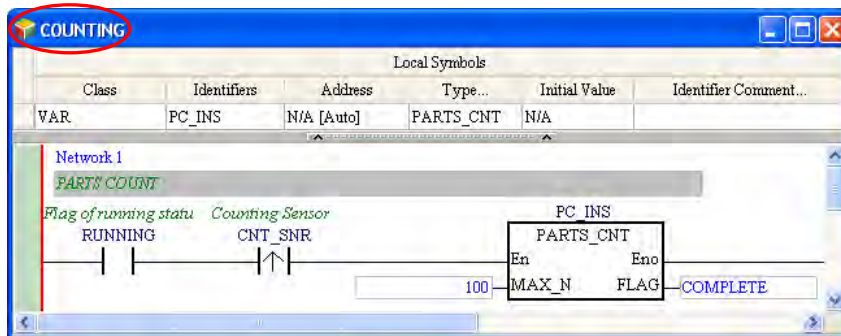 COUNTING
Local Symbols
Class Identifiers Address Type... Initial Value Identifier Comment...
VAR PC_INS N/A [Auto] PARTS_CNT N/A
Network 1
PARTS COUNT
Flag of running statu Counting Sensor PC_INS
RUNNING CNT_SNR PARTS_CNT
En Eno
100 MAX_N FLAG COMPLETE